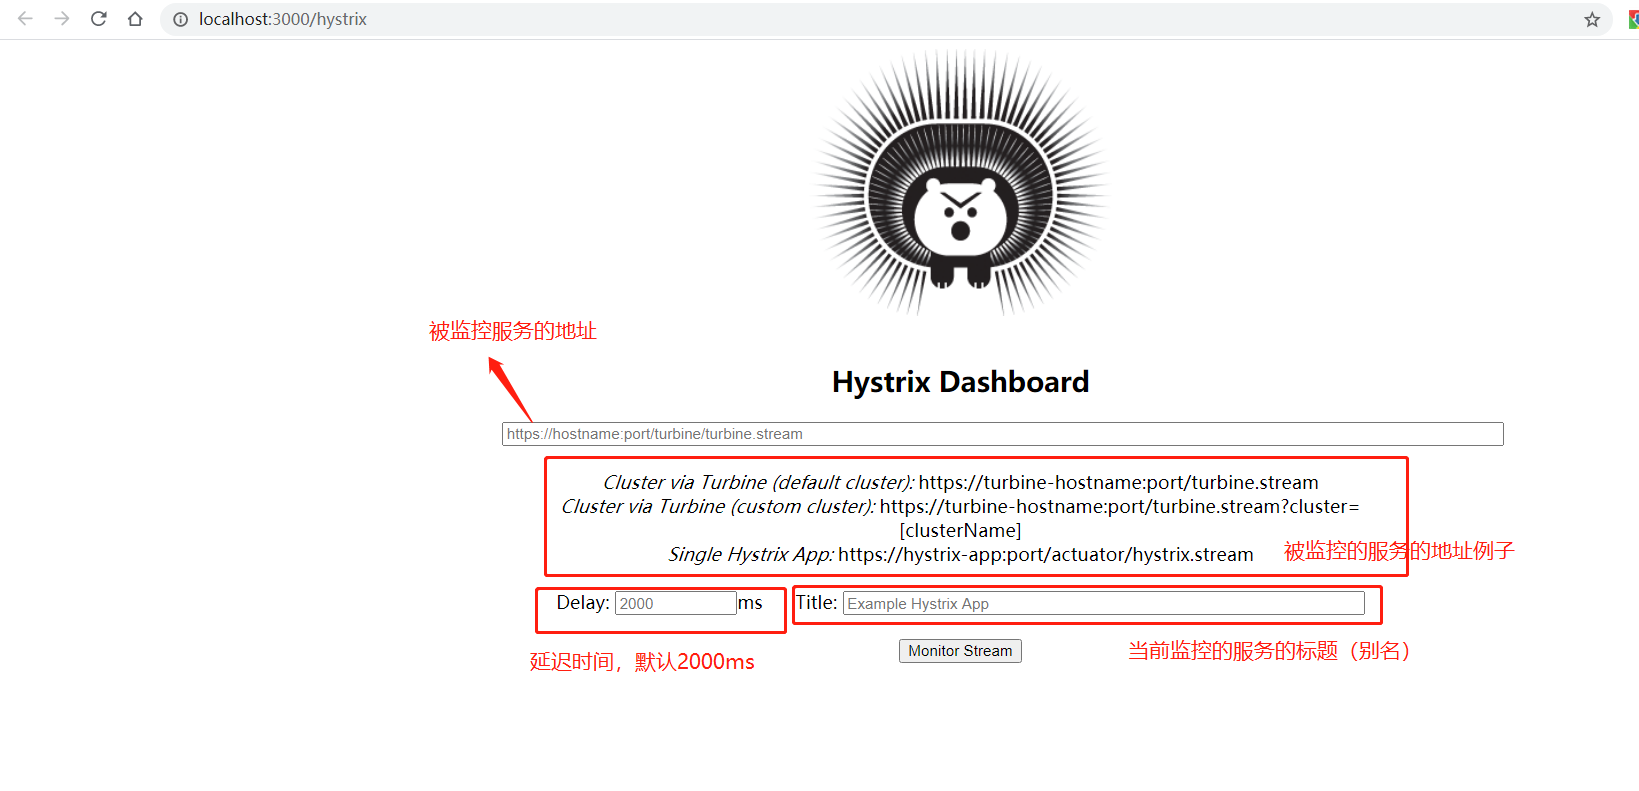 localhost:3000/hystrix
被监控服务的地址
Hystrix Dashboard
https://hostname:port/turbine/turbine.stream
Cluster via Turbine (default cluster): https://turbine-hostname:port/turbine.stream
Cluster via Turbine (custom cluster): https://turbine-hostname:port/turbine.stream?cluster=
[clusterName]
Single Hystrix App: https://hystrix-app:port/actuator/hystrix.stream
被监控的服务的地址例子
Delay: 2000 ms Title: Example Hystrix App
Monitor Stream
延迟时间，默认2000ms
当前监控的服务的标题（别名）